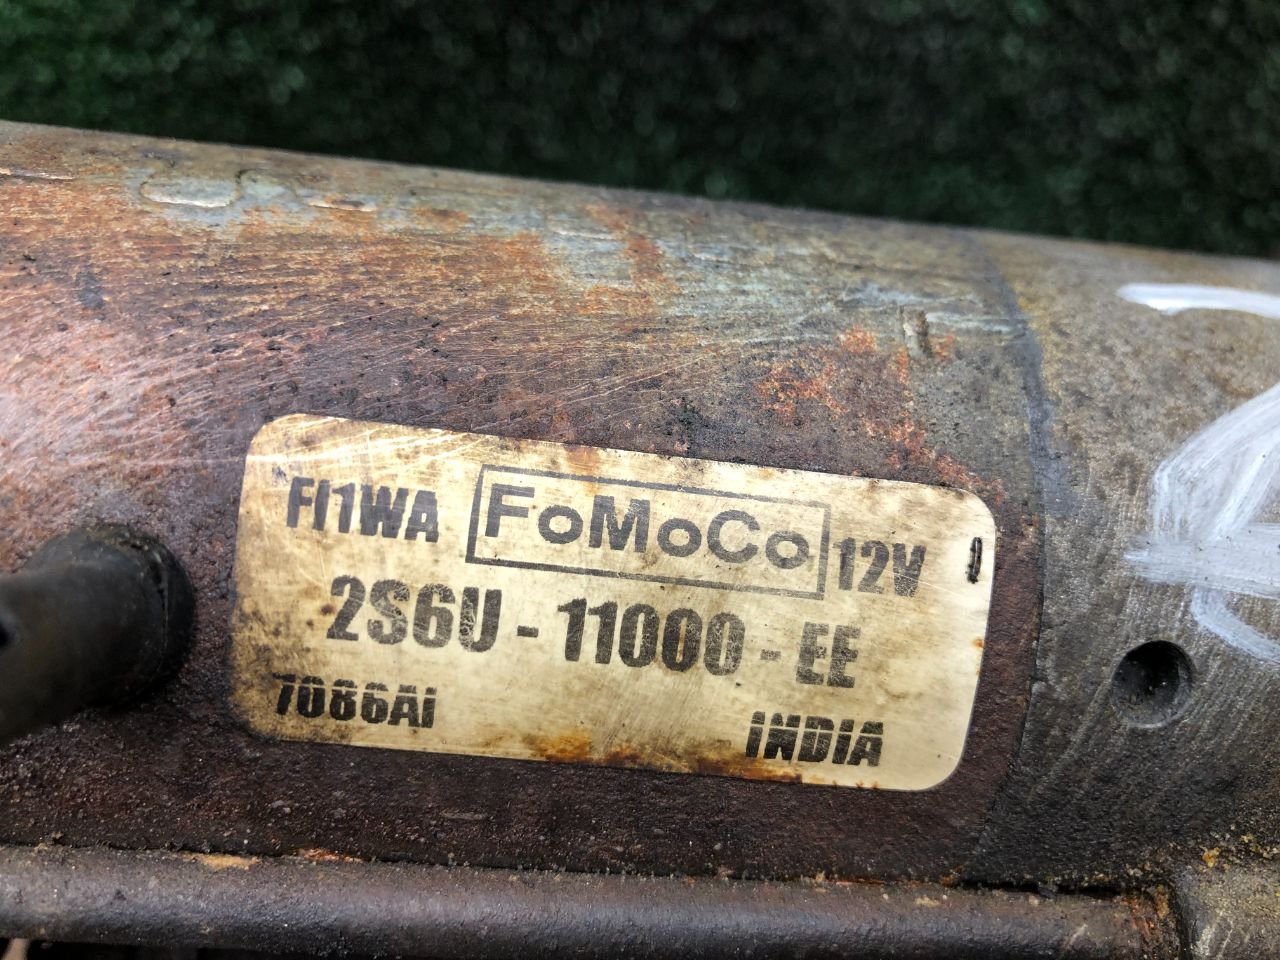 FI1WA FoMoCo 12V
2S6U - 11000 - EE
7086Ai
INDIA